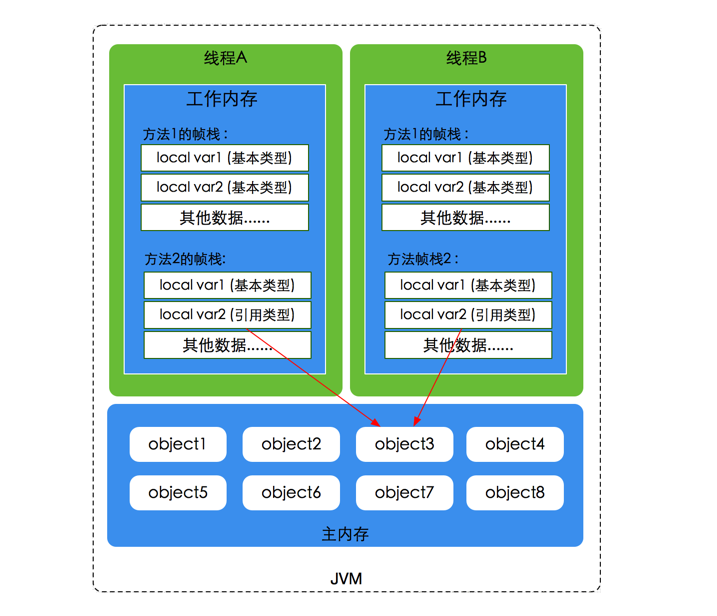 线程A
工作内存
方法1的帧栈：
local var1 (基本类型)
local var2 (基本类型)
其他数据......
方法2的帧栈:
local var1 (基本类型)
local var2 (引用类型)
其他数据......
线程B
工作内存
方法1的帧栈：
local var1 (基本类型)
local var2 (基本类型)
其他数据......
方法帧栈2：
local var1 (基本类型)
local var2 (引用类型)
其他数据......
object1
object2
object3
object4
object5
object6
object7
object8
主内存
JVM